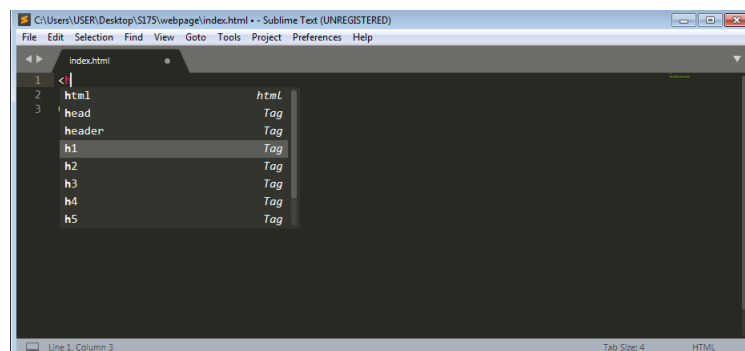 C:\Users\USER\Desktop\S175\webpage\index.html • - Sublime Text (UNREGISTERED)
File Edit Selection Find View Goto Tools Project Preferences Help
index.html
1 <h
2 html html
3 head Tag
header Tag
h1 Tag
h2 Tag
h3 Tag
h4 Tag
h5 Tag
Line 1, Column 3 Tab Size: 4 HTML